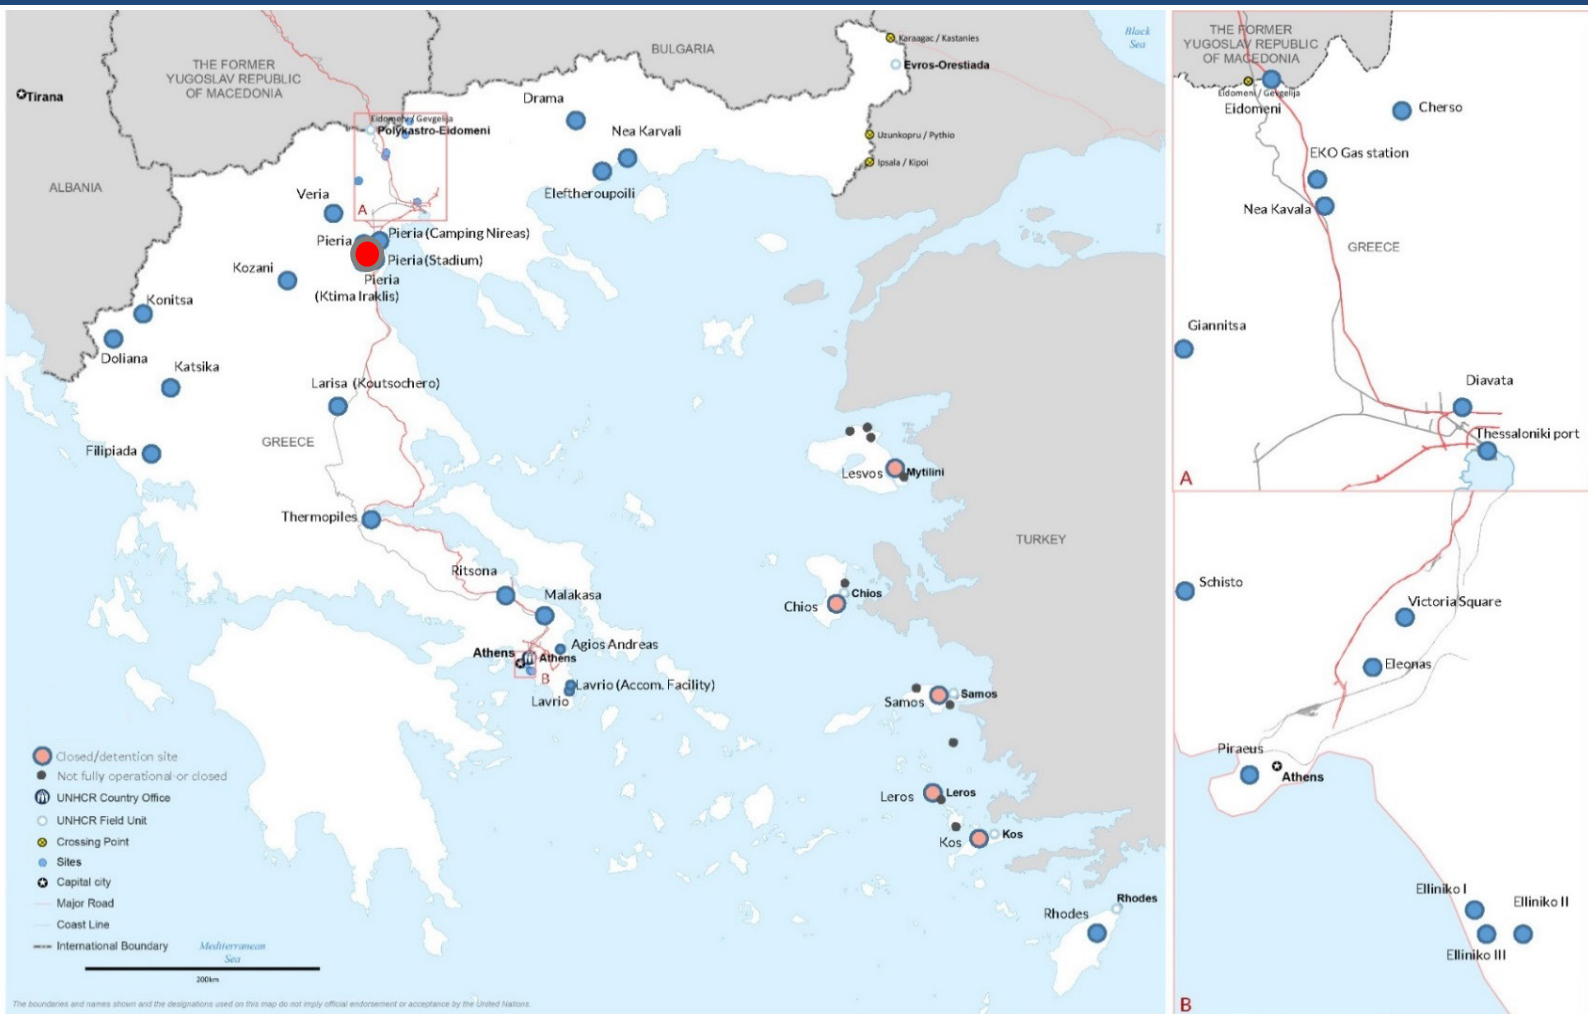 Black
Sea
Karaagac / Kastanies
BULGARIA
THE FORMER
YUGOSLAV REPUBLIC
OF MACEDONIA
Evros-Orestiada
Tirana
Drama
Eidomeni / Gevgelija
Polykastro-Eidomeni
Nea Karvali
Uzunkopru / Pythio
Ipsala / Kipoi
ALBANIA
Veria
A
Eleftheroupoili
Pieria
Pieria (Camping Nireas)
Pieria (Stadium)
Kozani
Pieria
(Ktima Iraklis)
Konitsa
Doliana
Katsika
Larisa (Koutsochero)
GREECE
Filipiada
Lesvos
Mytilini
Thermopiles
TURKEY
Ritsona
Malakasa
Chios
Chios
Agios Andreas
Athens
Athens
B
Lavrio (Accom. Facility)
Lavrio
Samos
Samos
Leros
Leros
Kos
Kos
Rhodes
Rhodes
Closed/detention site
Not fully operational or closed
UNHCR Country Office
UNHCR Field Unit
Crossing Point
Sites
Capital city
Major Road
Coast Line
International Boundary
Mediterranean
Sea
200km
The boundaries and names shown and the designations used on this map do not imply official endorsement or acceptance by the United Nations.
THE FORMER
YUGOSLAV REPUBLIC
OF MACEDONIA
Eidomeni / Gevgelija
Eidomeni
Cherso
EKO Gas station
Nea Kavala
GREECE
Giannitsa
Diavata
Thessaloniki port
A
Schisto
Victoria Square
Eleonas
Piraeus
Athens
Elliniko I
Elliniko II
Elliniko III
B